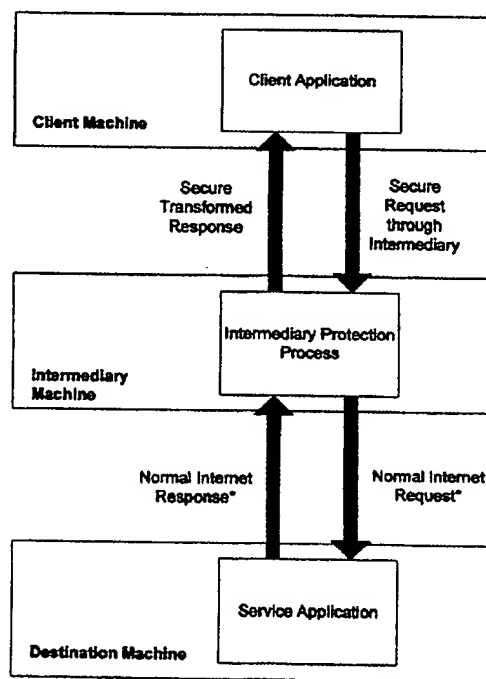 Client Application
Client Machine
Secure
Transformed
Response
Secure
Request
through
Intermediary
Intermediary Protection
Process
Intermediary
Machine
Normal Internet
Response*
Normal Internet
Request*
Service Application
Destination Machine